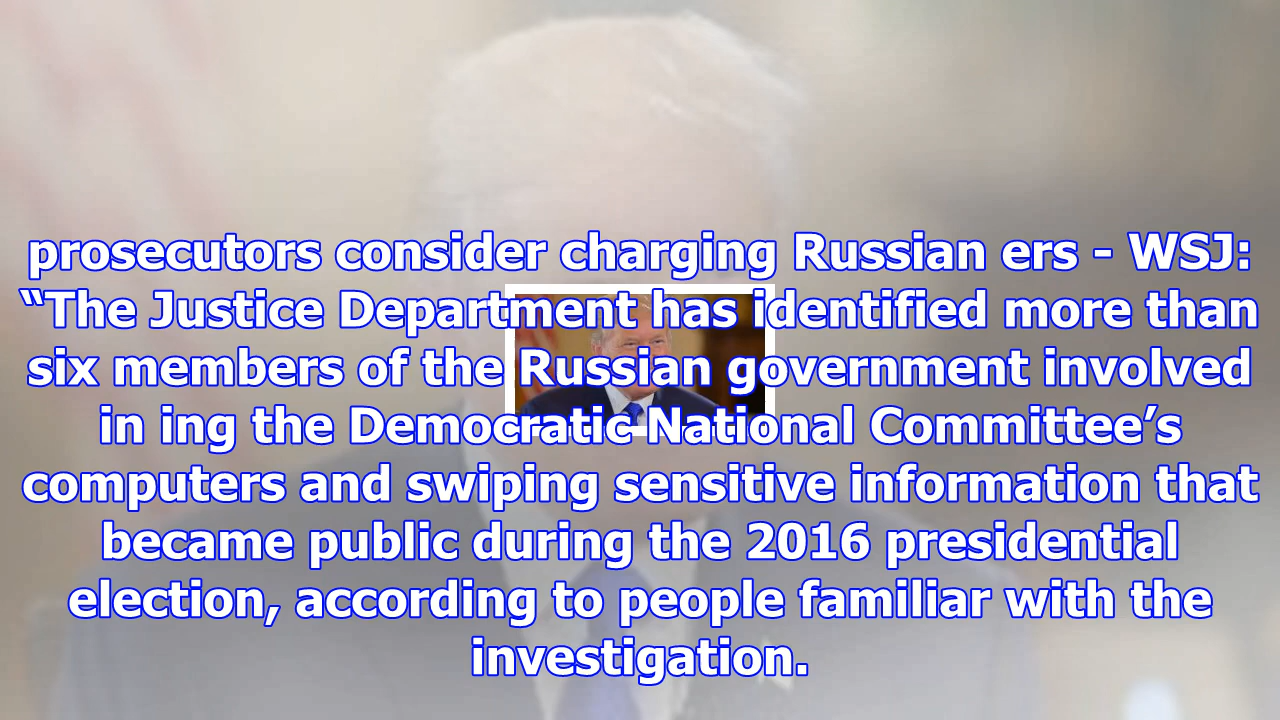 prosecutors consider charging Russian ers - WSJ:
“The Justice Department has identified more than
six members of the Russian government involved
in ing the Democratic National Committee’s
computers and swiping sensitive information that
became public during the 2016 presidential
election, according to people familiar with the
investigation.